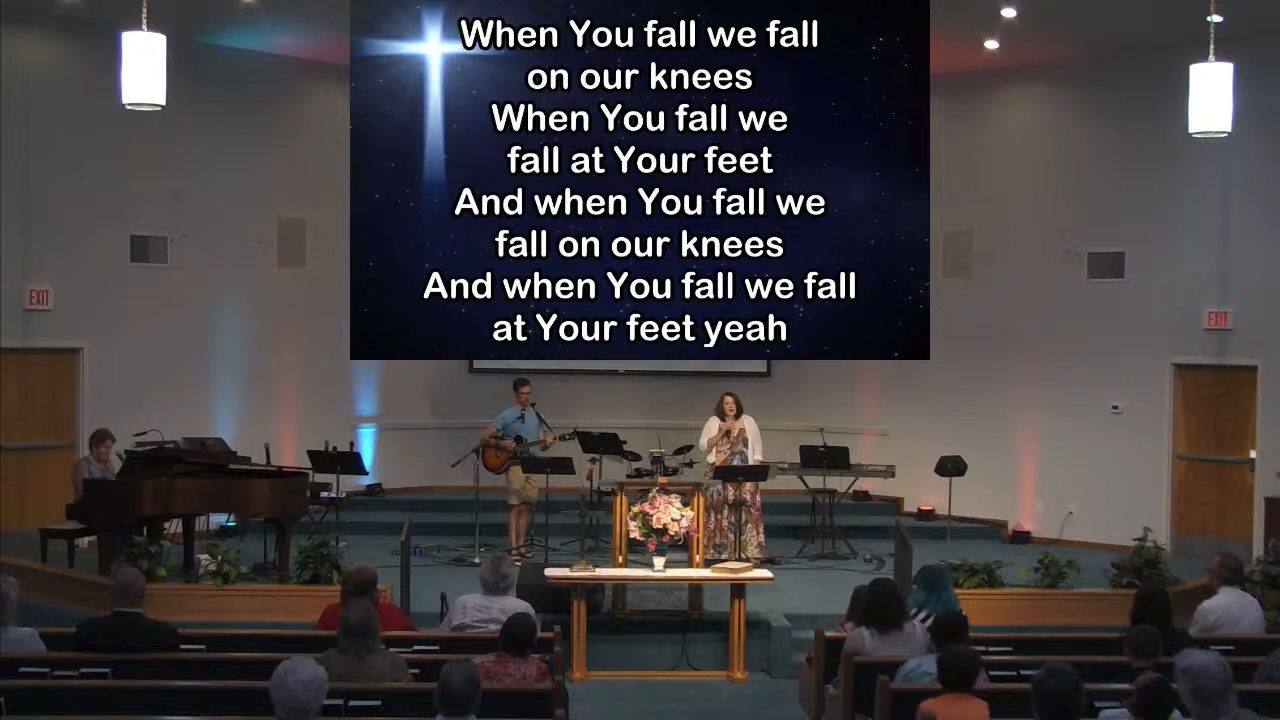 When You fall we fall
on our knees
When You fall we
fall at Your feet
And when You fall we
fall on our knees
And when You fall we fall
at Your feet yeah
EXIT
EXIT